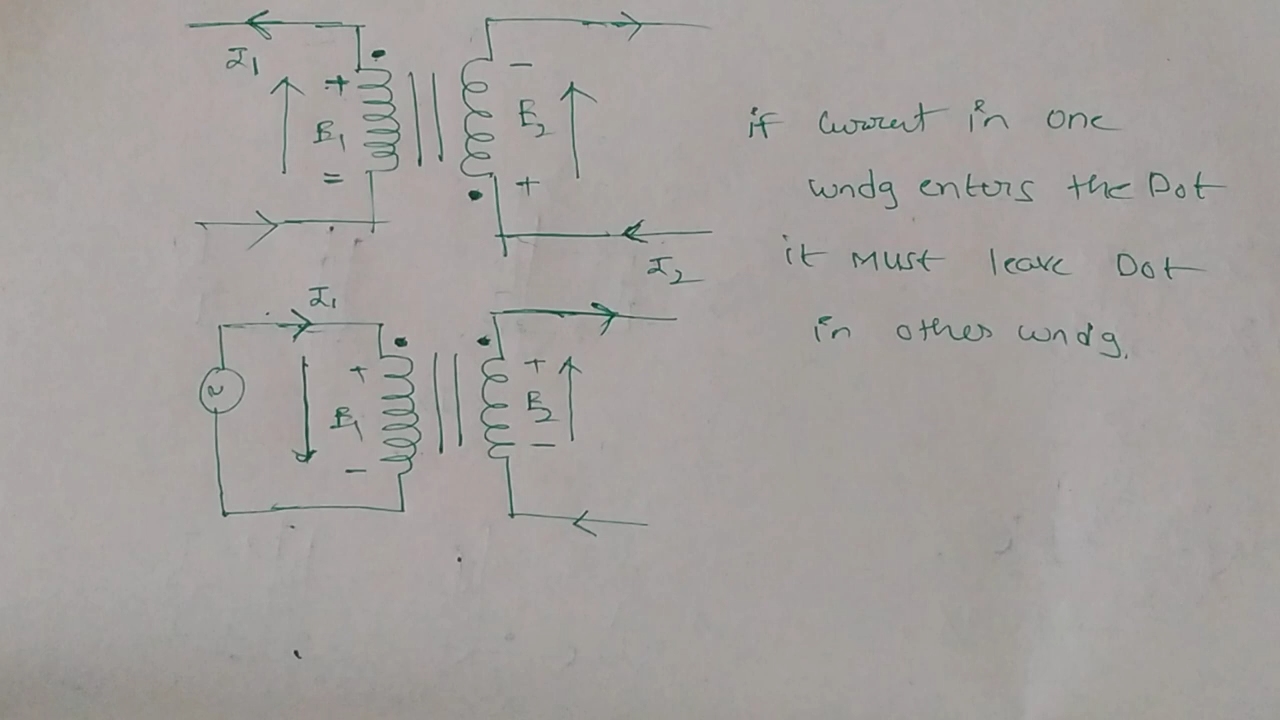 I1
+
E1
=
-
E2
+
I2
I1
+
E1
-
~
+
E2
-
if current in one
wndg enters the Dot
it must leave Dot
in other wndg.